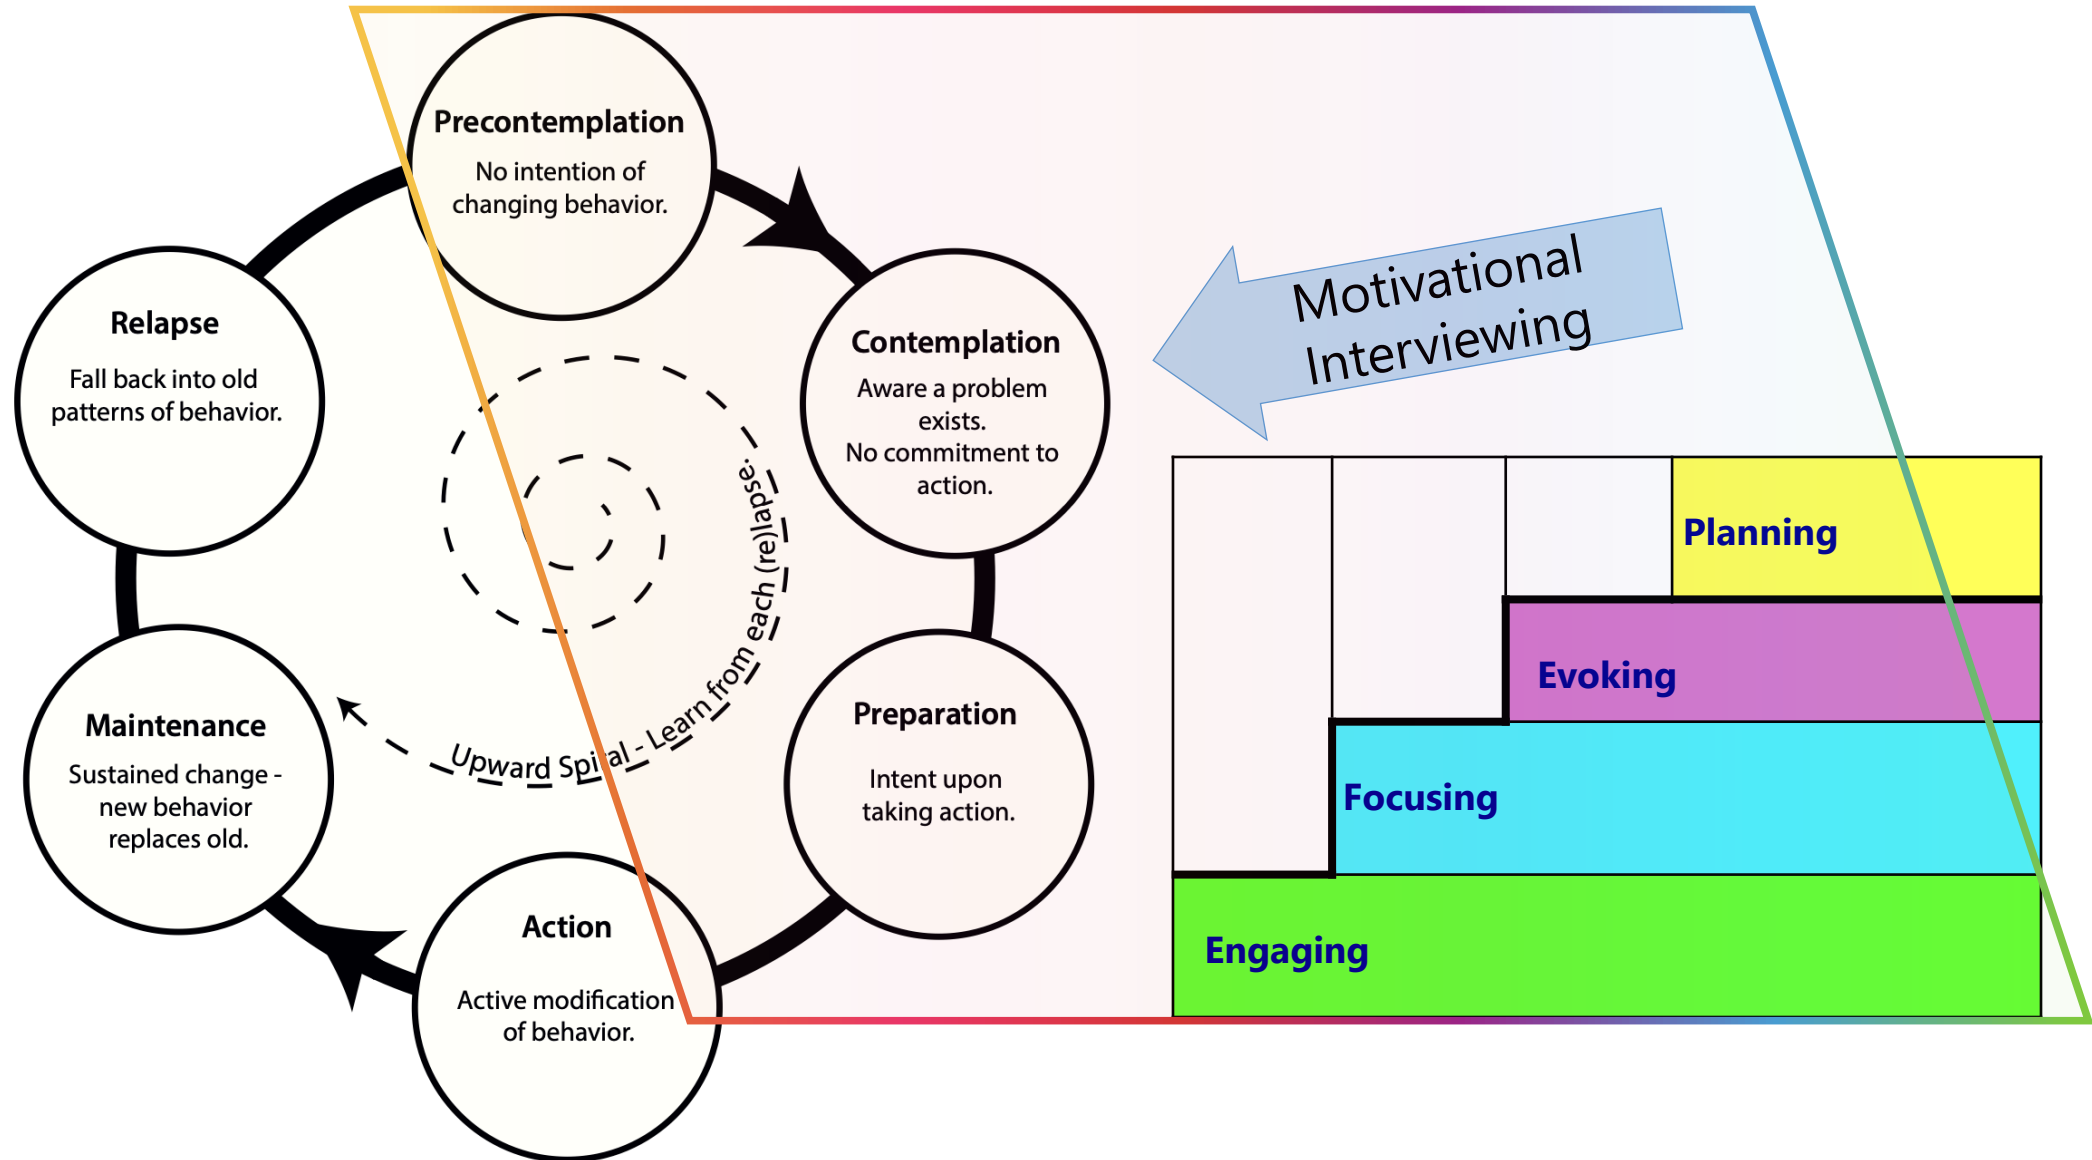 Precontemplation
No intention of
changing behavior.
Relapse
Fall back into old
patterns of behavior.
Contemplation
Aware a problem
exists.
No commitment to
action.
Motivational
Interviewing
Upward Spiral - Learn from each (re)lapse.
Maintenance
Sustained change -
new behavior
replaces old.
Preparation
Intent upon
taking action.
Action
Active modification
of behavior.
Planning
Evoking
Focusing
Engaging